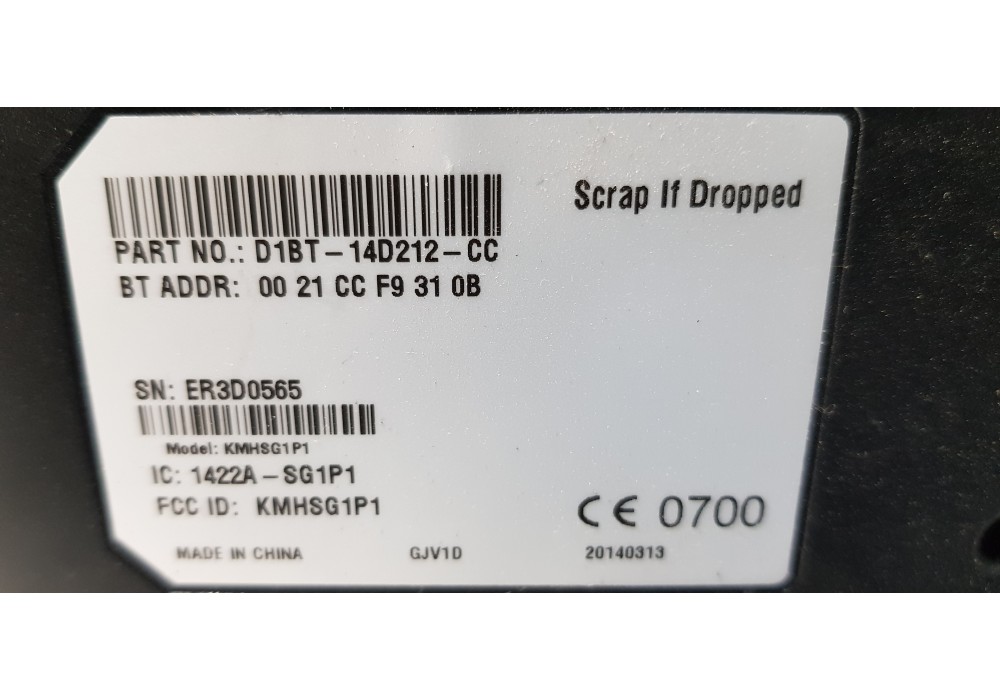 Scrap If Dropped
PART NO.: D1BT-14D212-CC
BT ADDR: 00 21 CC F9 31 0B
SN: ER3D0565
Model: KMHSG1P1
IC: 1422A-SG1P1
FCC ID: KMHSG1P1
CE 0700
MADE IN CHINA GJV1D 20140313